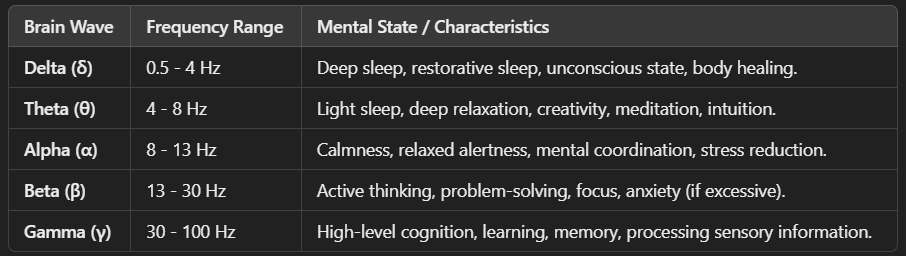 Brain Wave Frequency Range Mental State / Characteristics
Delta (δ) 0.5 - 4 Hz Deep sleep, restorative sleep, unconscious state, body healing.
Theta (θ) 4 - 8 Hz Light sleep, deep relaxation, creativity, meditation, intuition.
Alpha (α) 8 - 13 Hz Calmness, relaxed alertness, mental coordination, stress reduction.
Beta (β) 13 - 30 Hz Active thinking, problem-solving, focus, anxiety (if excessive).
Gamma (γ) 30 - 100 Hz High-level cognition, learning, memory, processing sensory information.